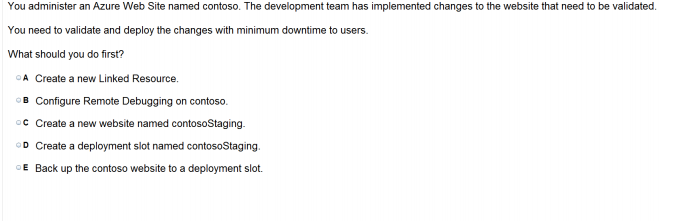 You administer an Azure Web Site named contoso. The development team has implemented changes to the website that need to be validated.
You need to validate and deploy the changes with minimum downtime to users.
What should you do first?
A Create a new Linked Resource.
B Configure Remote Debugging on contoso.
C Create a new website named contosoStaging.
D Create a deployment slot named contosoStaging.
E Back up the contoso website to a deployment slot.